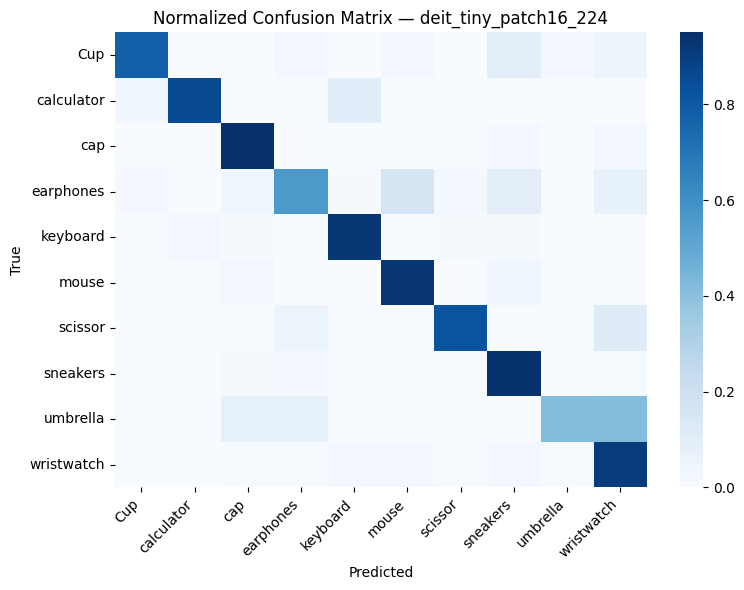 Normalized Confusion Matrix — deit_tiny_patch16_224
True
Cup
calculator
cap
earphones
keyboard
mouse
scissor
sneakers
umbrella
wristwatch
Cup
calculator
cap
earphones
keyboard
mouse
scissor
sneakers
umbrella
wristwatch
Predicted
0.8
0.6
0.4
0.2
0.0